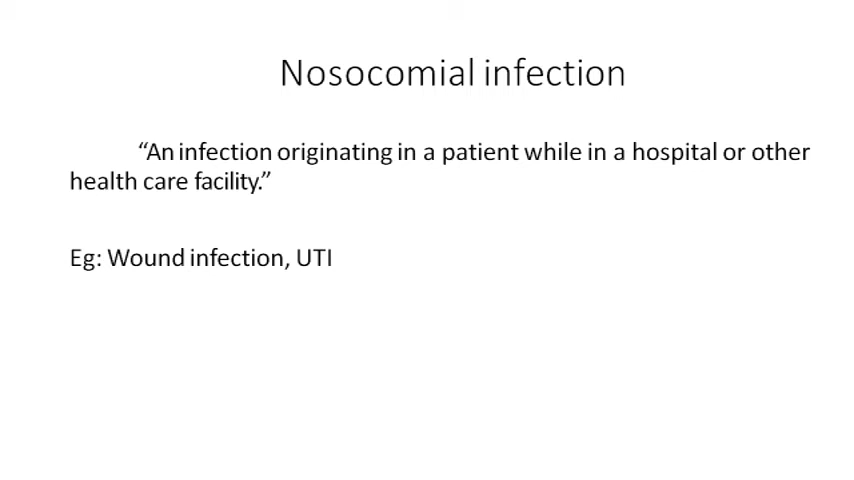 Nosocomial infection
“An infection originating in a patient while in a hospital or other
health care facility.”
Eg: Wound infection, UTI